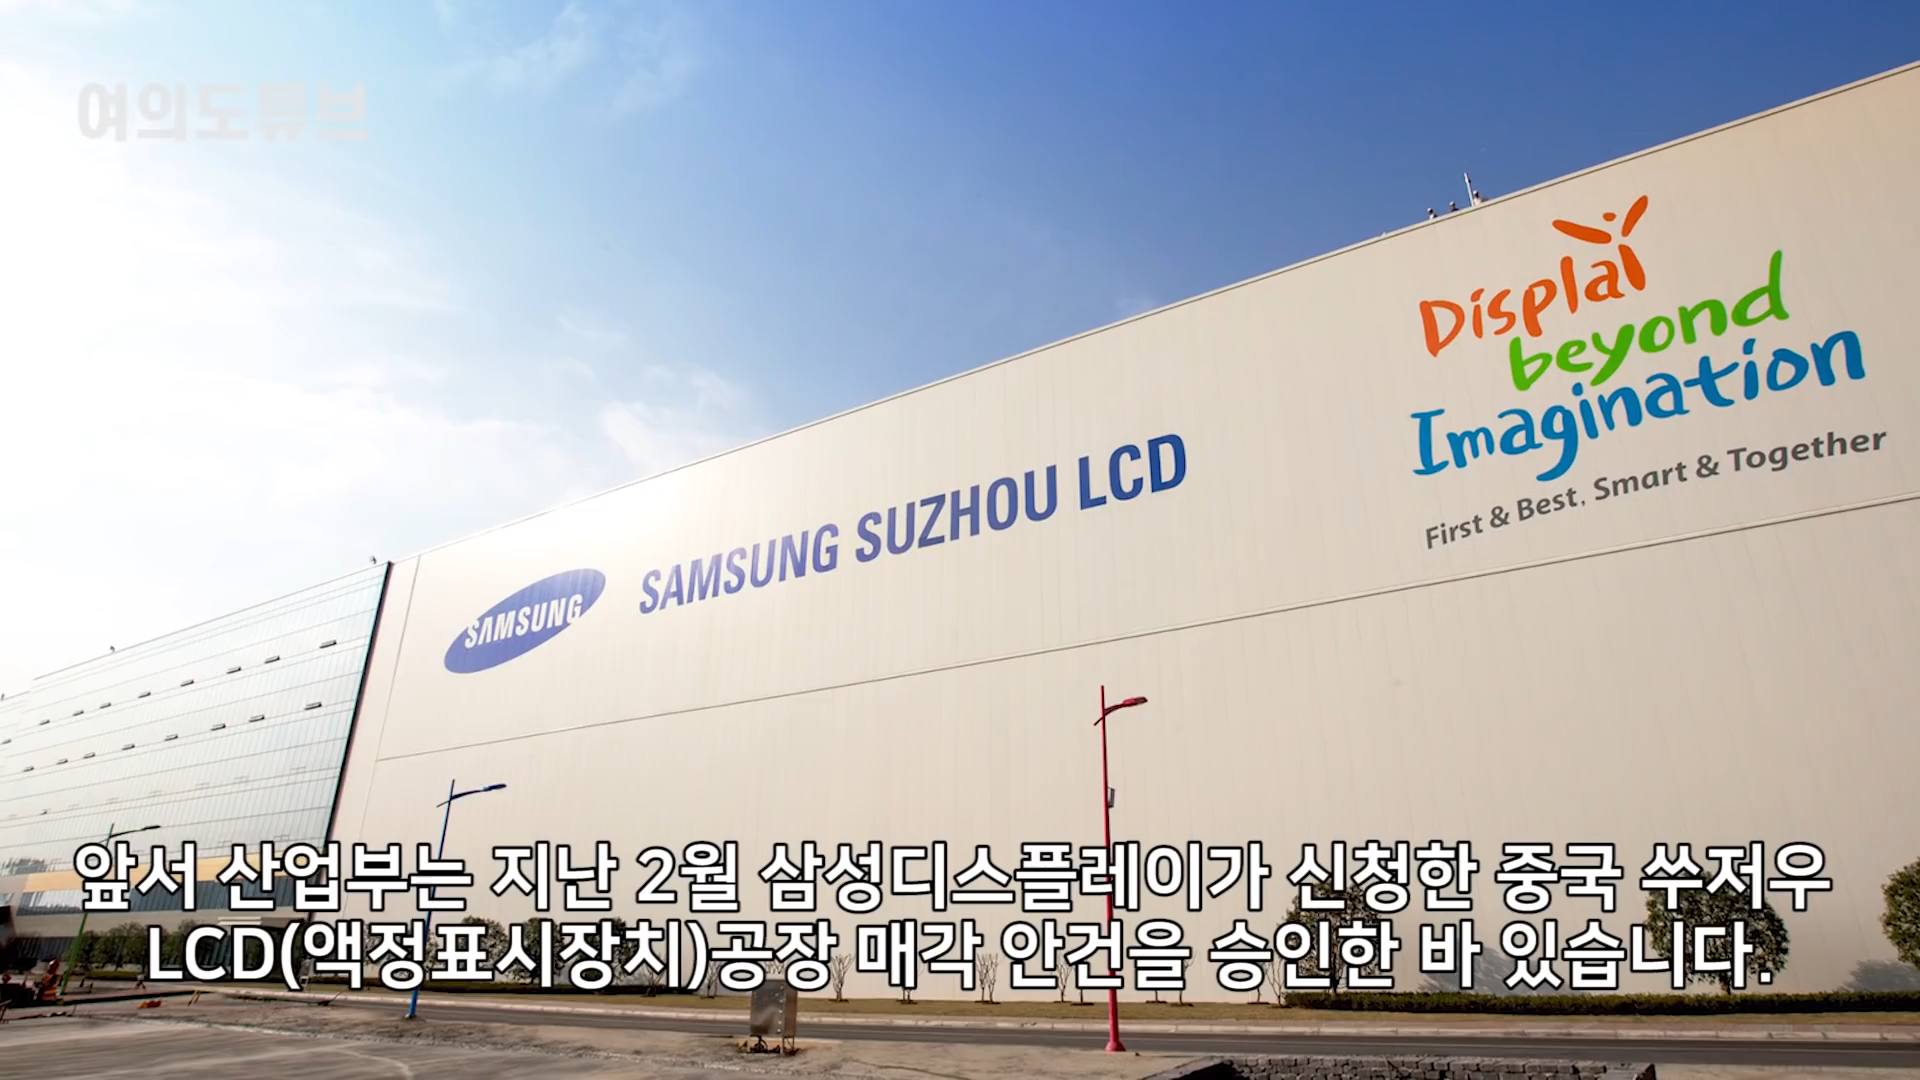 여의도튜브
Display
beyond
Imagination
First & Best, Smart & Together
SAMSUNG SUZHOU LCD
SAMSUNG
앞서 산업부는 지난 2월 삼성디스플레이가 신청한 중국 쑤저우
LCD(액정표시장치)공장 매각 안건을 승인한 바 있습니다.